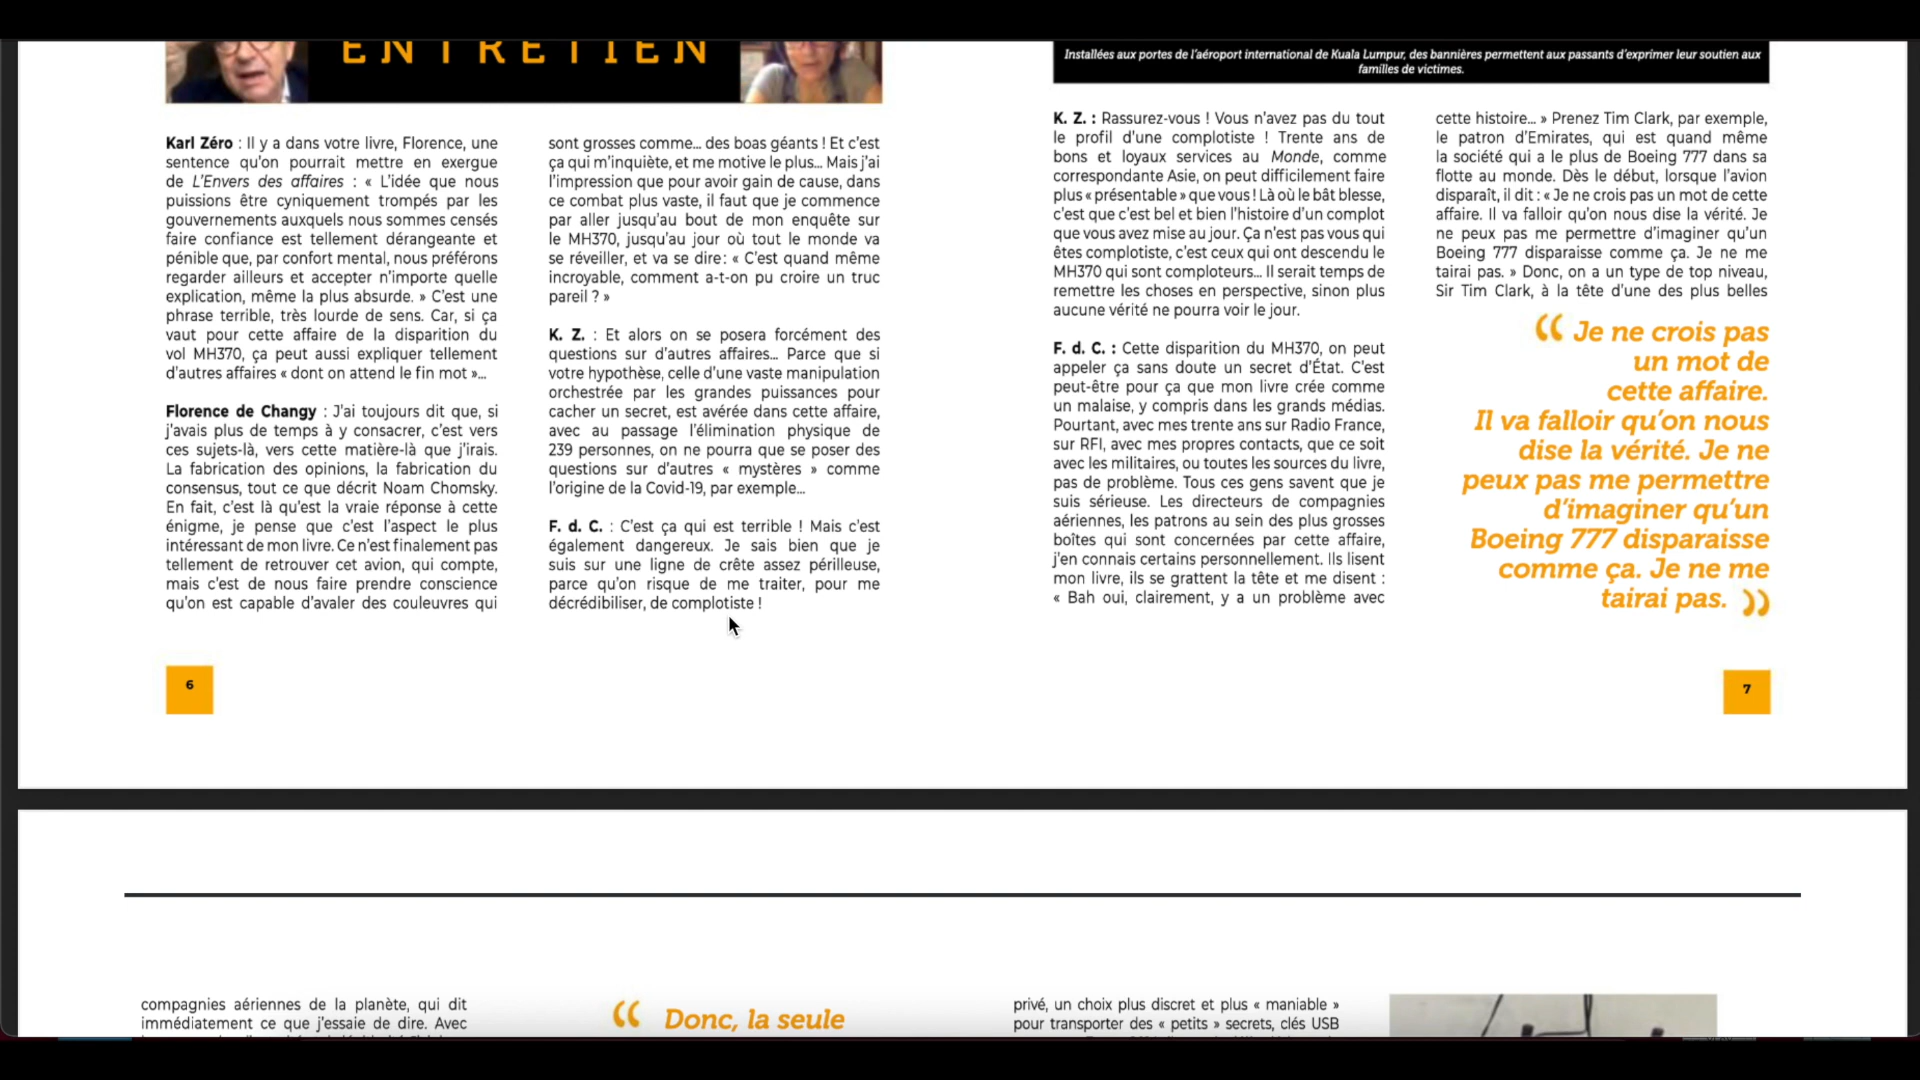 ENTRETIEN
Karl Zéro : Il y a dans votre livre, Florence, une
sentence qu'on pourrait mettre en exergue
de L'Envers des affaires : « L'idée que nous
puissions être cyniquement trompés par les
gouvernements auxquels nous sommes censés
faire confiance est tellement dérangeante et
pénible que, par confort mental, nous préférons
regarder ailleurs et accepter n'importe quelle
explication, même la plus absurde. » C'est une
phrase terrible, très lourde de sens. Car, si ça
vaut pour cette affaire de la disparition du
vol MH370, ça peut aussi expliquer tellement
d'autres affaires « dont on attend le fin mot »...
Florence de Changy : J'ai toujours dit que, si
j'avais plus de temps à y consacrer, c'est vers
ces sujets-là, vers cette matière-là que j'irais.
La fabrication des opinions, la fabrication du
consensus, tout ce que décrit Noam Chomsky.
En fait, c'est là qu'est la vraie réponse à cette
énigme, je pense que c'est l'aspect le plus
intéressant de mon livre. Ce n'est finalement pas
tellement de retrouver cet avion, qui compte,
mais c'est de nous faire prendre conscience
qu'on est capable d'avaler des couleuvres qui
sont grosses comme... des boas géants ! Et c'est
ça qui m'inquiète, et me motive le plus... Mais j'ai
l'impression que pour avoir gain de cause, dans
ce combat plus vaste, il faut que je commence
par aller jusqu'au bout de mon enquête sur
le MH370, jusqu'au jour où tout le monde va
se réveiller, et va se dire : « C'est quand même
incroyable, comment a-t-on pu croire un truc
pareil ? »
K. Z. : Et alors on se posera forcément des
questions sur d'autres affaires... Parce que si
votre hypothèse, celle d'une vaste manipulation
orchestrée par les grandes puissances pour
cacher un secret, est avérée dans cette affaire,
avec au passage l'élimination physique de
239 personnes, on ne pourra que se poser des
questions sur d'autres « mystères » comme
l'origine de la Covid-19, par exemple...
F. d. C. : C'est ça qui est terrible ! Mais c'est
également dangereux. Je sais bien que je
suis sur une ligne de crête assez périlleuse,
parce qu'on risque de me traiter, pour me
décrédibiliser, de complotiste !
6
Installées aux portes de l'aéroport international de Kuala Lumpur, des bannières permettent aux passants d'exprimer leur soutien aux
familles de victimes.
K. Z. : Rassurez-vous ! Vous n'avez pas du tout
le profil d'une complotiste ! Trente ans de
bons et loyaux services au Monde, comme
correspondante Asie, on peut difficilement faire
plus « présentable » que vous ! Là où le bât blesse,
c'est que c'est bel et bien l'histoire d'un complot
que vous avez mise au jour. Ça n'est pas vous qui
êtes complotiste, c'est ceux qui ont descendu le
MH370 qui sont comploteurs... Il serait temps de
remettre les choses en perspective, sinon plus
aucune vérité ne pourra voir le jour.
F. d. C. : Cette disparition du MH370, on peut
appeler ça sans doute un secret d'État. C'est
peut-être pour ça que mon livre crée comme
un malaise, y compris dans les grands médias.
Pourtant, avec mes trente ans sur Radio France,
sur RFI, avec mes propres contacts, que ce soit
avec les militaires, ou toutes les sources du livre,
pas de problème. Tous ces gens savent que je
suis sérieuse. Les directeurs de compagnies
aériennes, les patrons au sein des plus grosses
boîtes qui sont concernées par cette affaire,
j'en connais certains personnellement. Ils lisent
mon livre, ils se grattent la tête et me disent :
« Bah oui, clairement, y a un problème avec
cette histoire... » Prenez Tim Clark, par exemple,
le patron d'Emirates, qui est quand même
la société qui a le plus de Boeing 777 dans sa
flotte au monde. Dès le début, lorsque l'avion
disparaît, il dit : « Je ne crois pas un mot de cette
affaire. Il va falloir qu'on nous dise la vérité. Je
ne peux pas me permettre d'imaginer qu'un
Boeing 777 disparaisse comme ça. Je ne me
tairai pas. » Donc, on a un type de top niveau,
Sir Tim Clark, à la tête d'une des plus belles
“ Je ne crois pas
un mot de
cette affaire.
Il va falloir qu'on nous
dise la vérité. Je ne
peux pas me permettre
d'imaginer qu'un
Boeing 777 disparaisse
comme ça. Je ne me
tairai pas. ”
7
compagnies aériennes de la planète, qui dit
immédiatement ce que j'essaie de dire. Avec
“ Donc, la seule
privé, un choix plus discret et plus « maniable »
pour transporter des « petits » secrets, clés USB